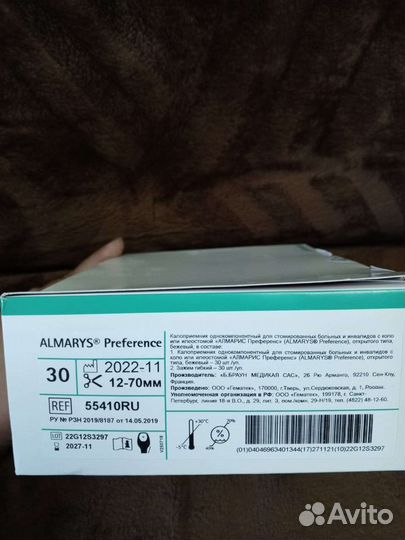 ALMARYS® Preference
30
2022-11
12-70мм
REF 55410RU
РУ № РЗН 2019/8187 от 14.05.2019
LOT 22G12S3297
2027-11
Калоприемник однокомпонентный для стомированных больных и инвалидов с коло или илеостомой «АЛМАРИС Преференс» (ALMARYS® Preference), открытого типа, бежевый, в составе:
1. Калоприемник однокомпонентный для стомированных больных и инвалидов с коло или илеостомой «АЛМАРИС Преференс» (ALMARYS® Preference), открытого типа, бежевый – 30 шт./уп.
2. Зажим гибкий – 30 шт./уп.
Производитель: «Б.БРАУН МЕДИКАЛ САС», 26 Рю Арманго, 92210 Сен-Клу, Франция.
Произведено: ООО «Гематек», 170000, г.Тверь, ул.Сердюковская, д. 1, Россия.
Уполномоченная организация в РФ: ООО «Гематек», 199178, г. Санкт-Петербург, линия 18-я В.О., д. 29, лит. З, пом./комн. 29-Н/19, тел. (4822) 48-12-60.
-5°C
+30°C
(01)04046963401344(17)271121(10)22G12S3297
Avito